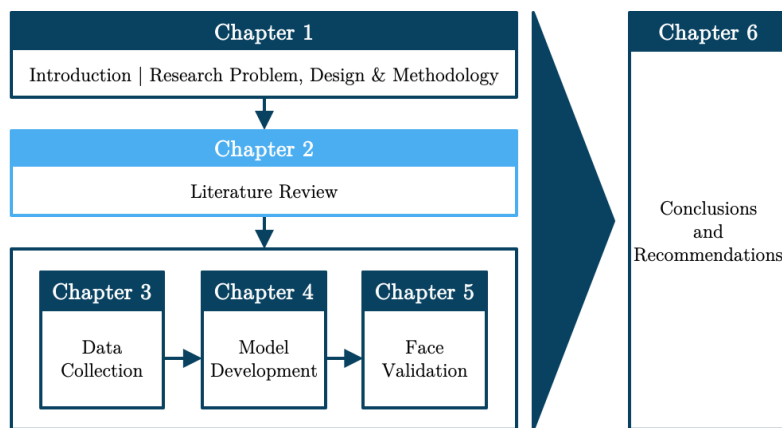 Chapter 1
Introduction | Research Problem, Design & Methodology
Chapter 2
Literature Review
Chapter 3
Data
Collection
Chapter 4
Model
Development
Chapter 5
Face
Validation
Chapter 6
Conclusions
and
Recommendations